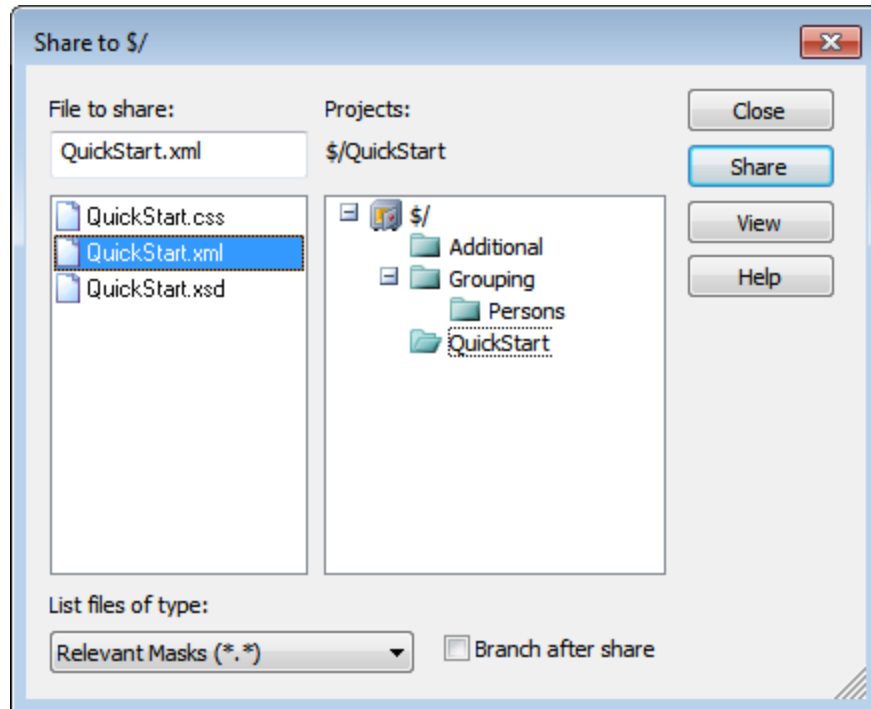 Share to $/
File to share:
QuickStart.xml
QuickStart.css
QuickStart.xml
QuickStart.xsd
Projects:
$/QuickStart
$/
Additional
Grouping
Persons
QuickStart
Close
Share
View
Help
List files of type:
Relevant Masks (*.*)
Branch after share